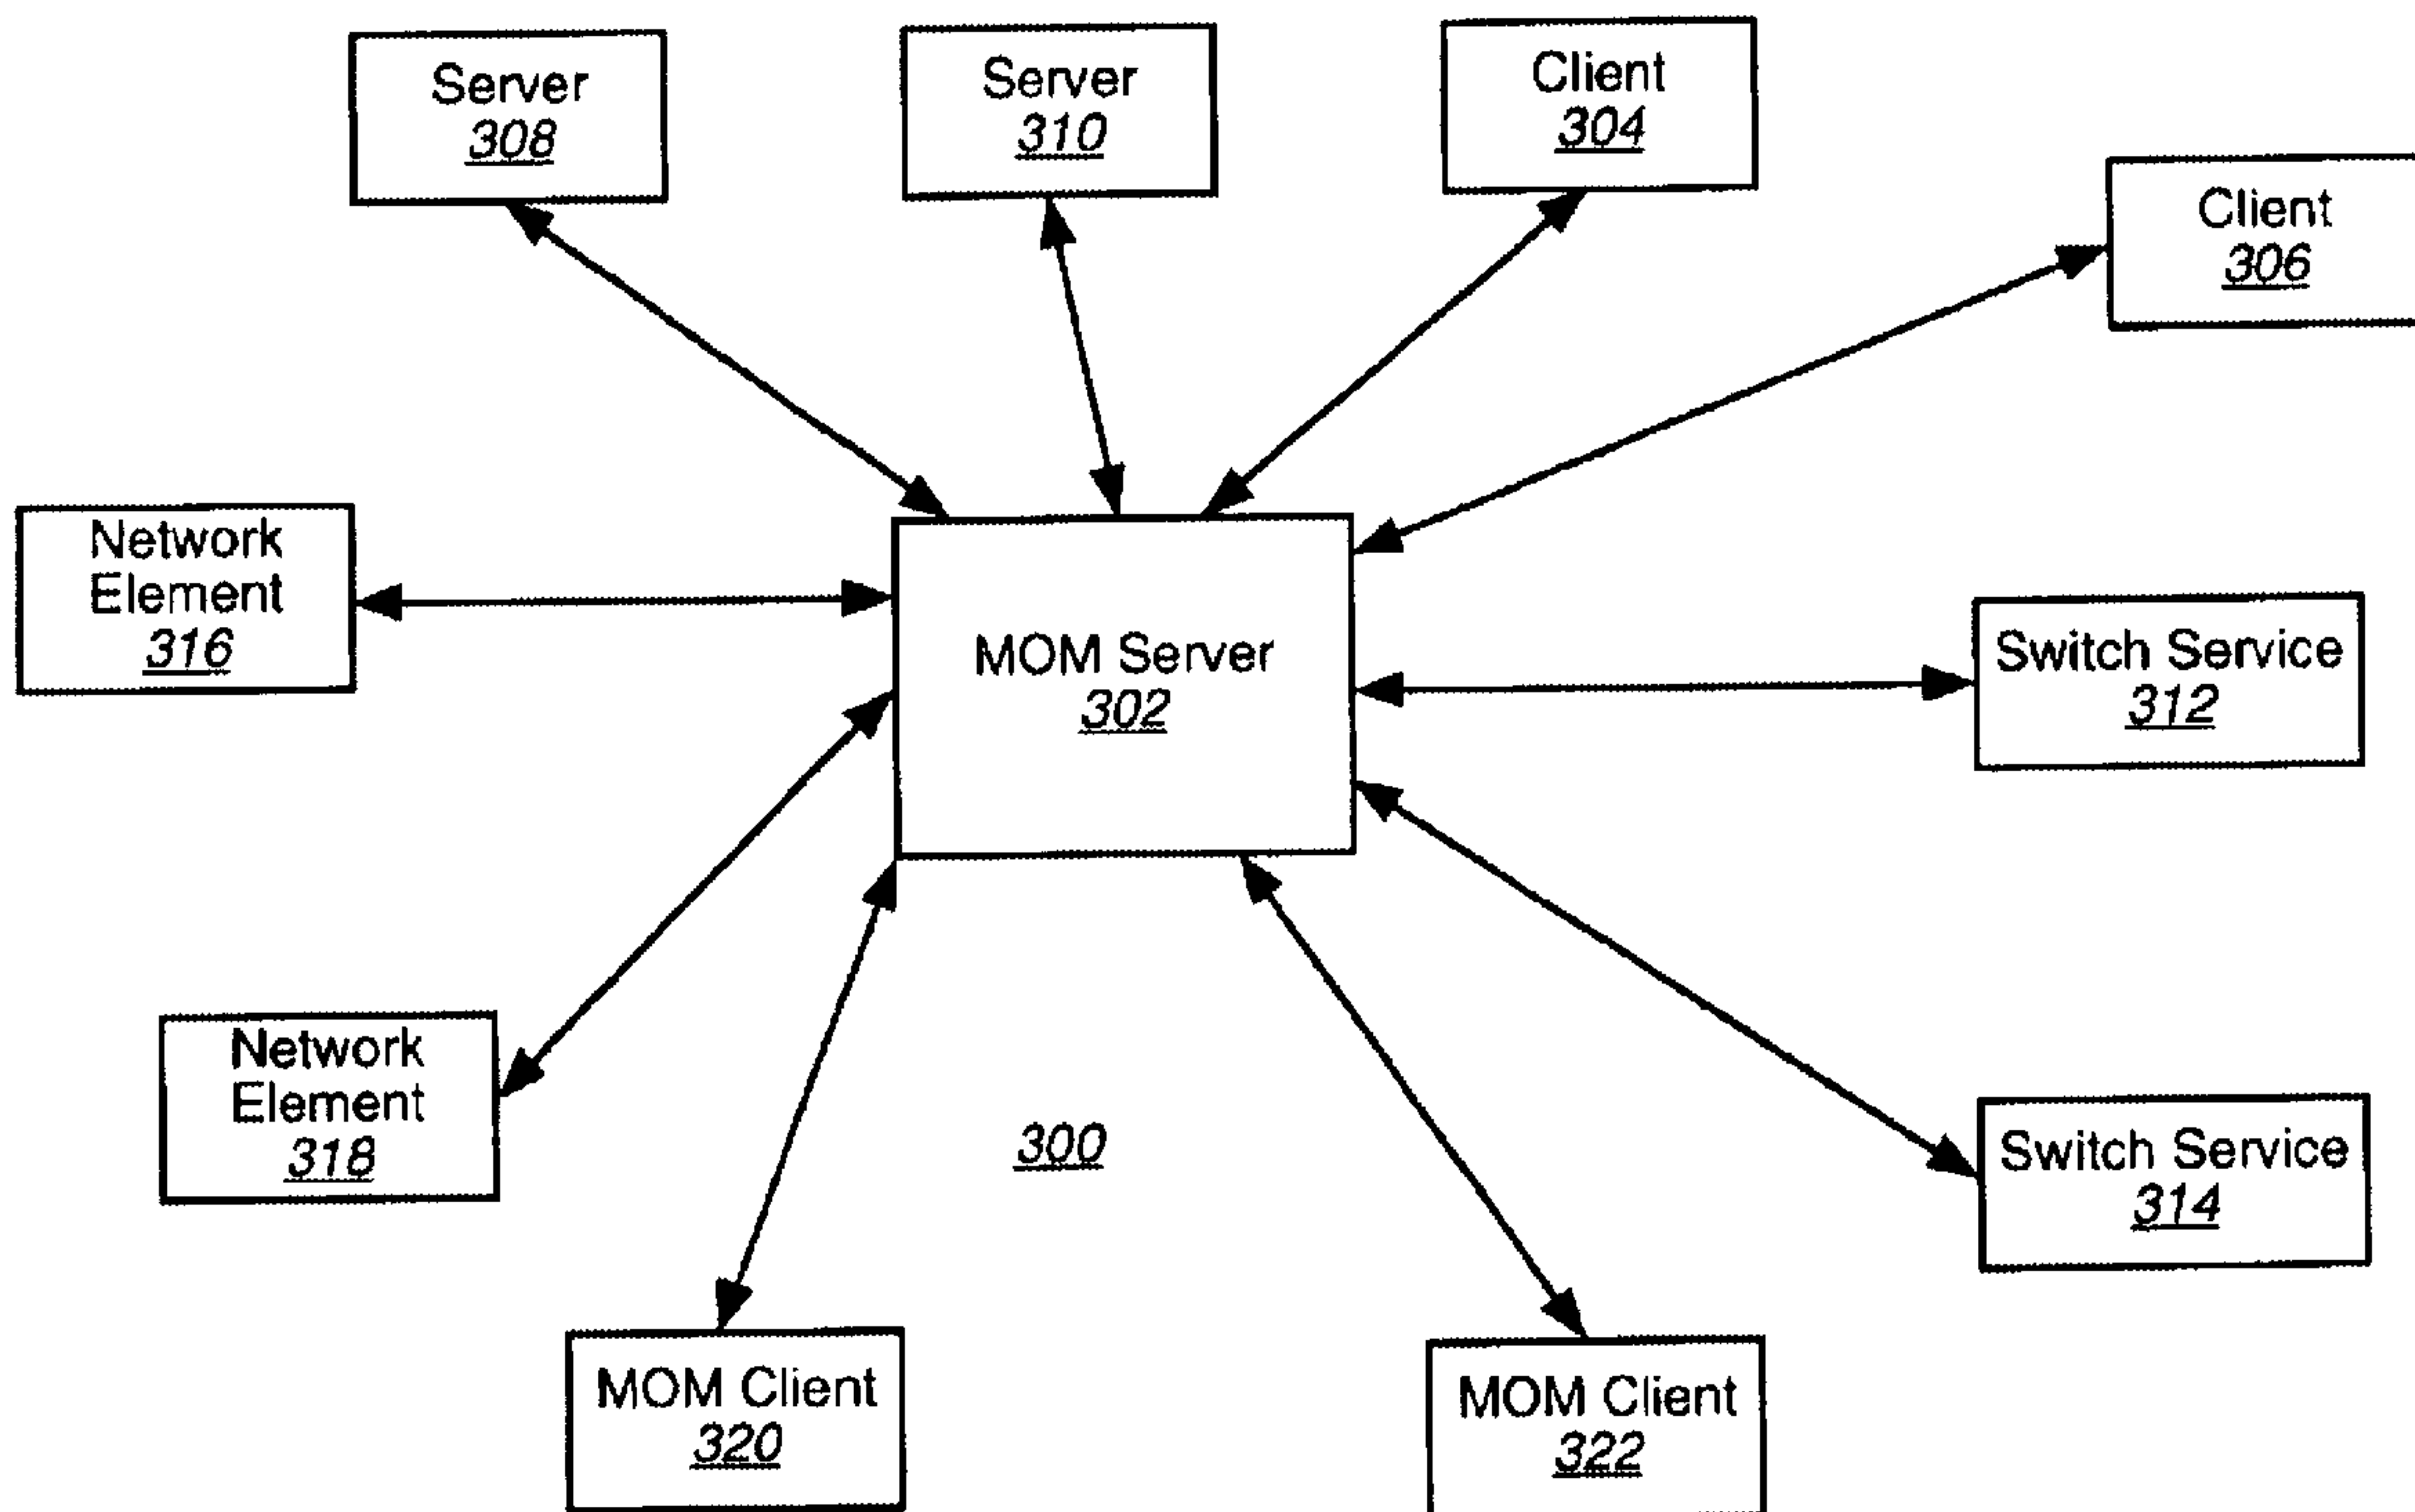 Server
308
Server
310
Client
304
Client
306
Network
Element
316
MOM Server
302
Switch Service
312
Network
Element
318
300
Switch Service
314
MOM Client
320
MOM Client
322